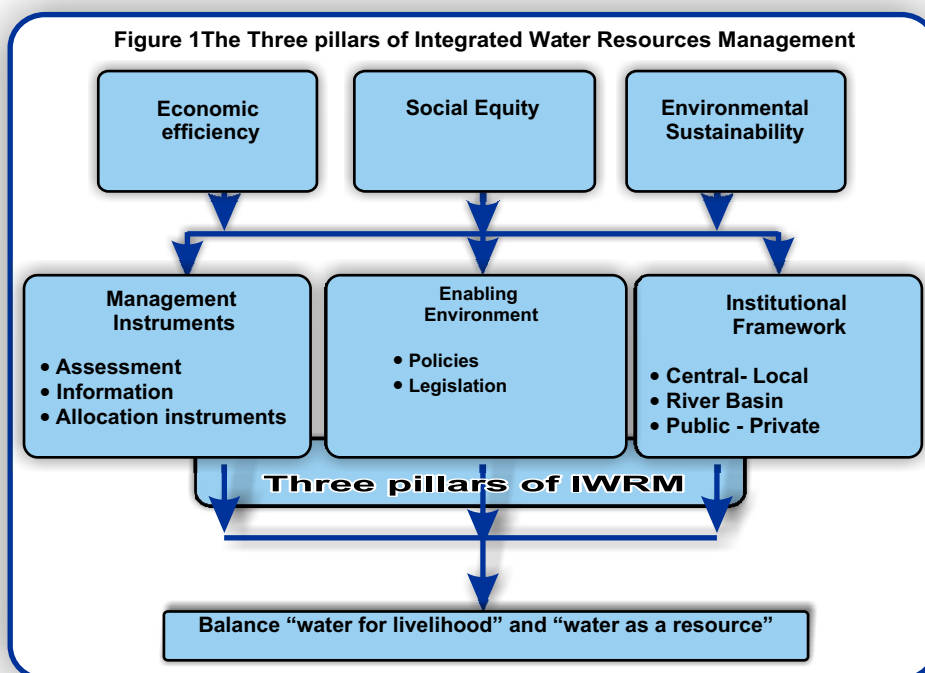 Figure 1The Three pillars of Integrated Water Resources Management
Economic
efficiency
Social Equity
Environmental
Sustainability
Management
Instruments
• Assessment
• Information
• Allocation instruments
Enabling
Environment
• Policies
• Legislation
Institutional
Framework
• Central- Local
• River Basin
• Public - Private
Three pillars of IWRM
Balance “water for livelihood” and “water as a resource”